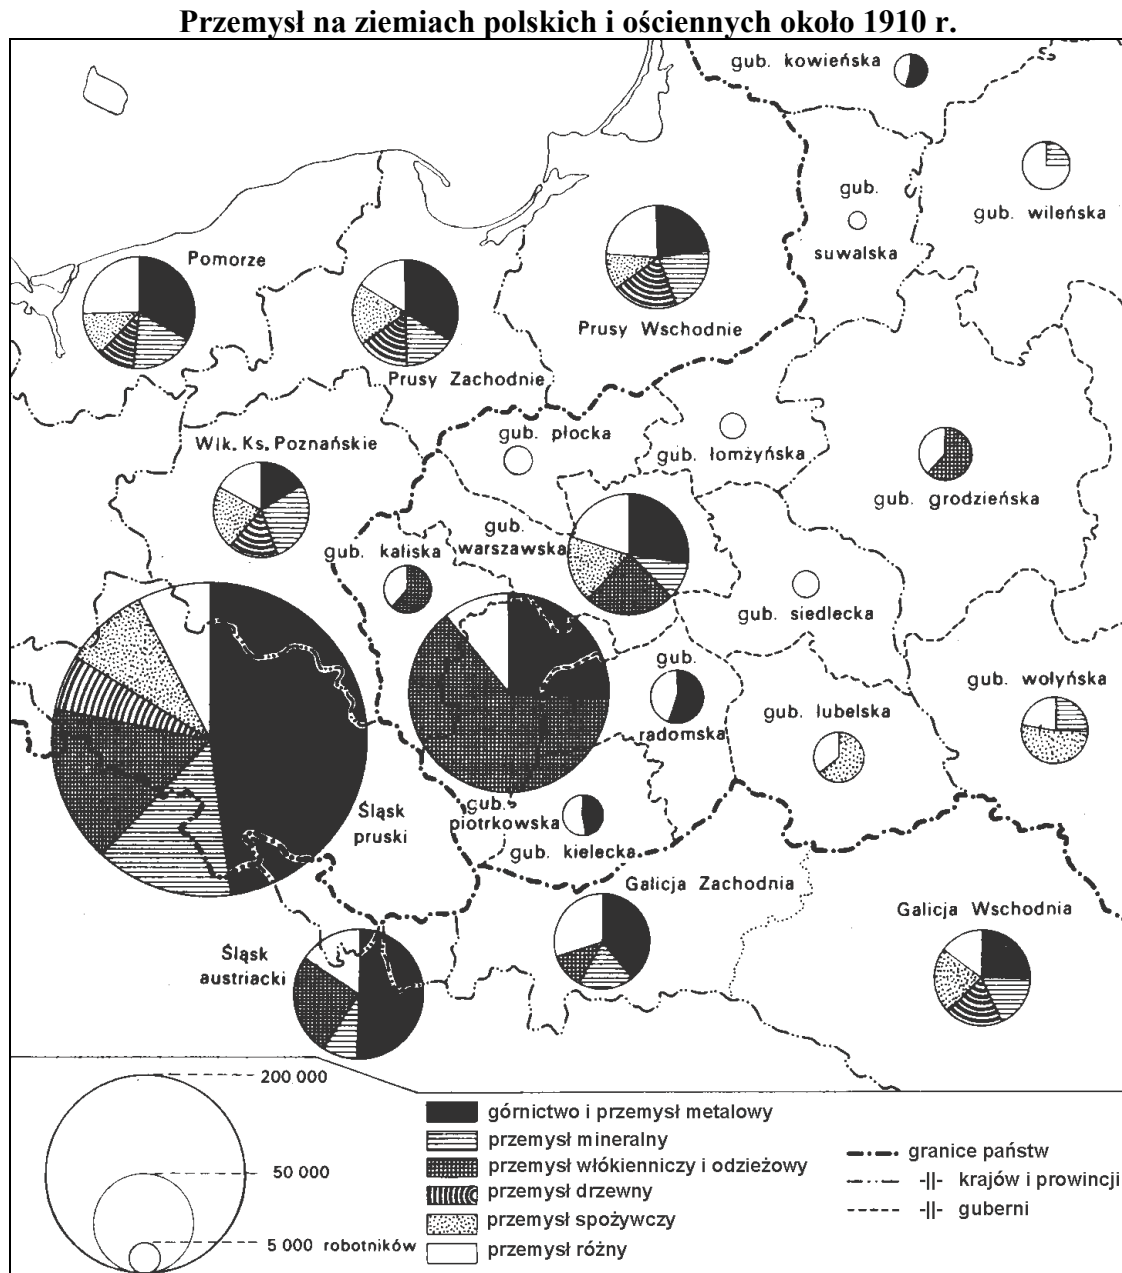 Przemysł na ziemiach polskich i ościennych około 1910 r.
gub. kowieńska
gub. wileńska
gub.
suwalska
Pomorze
Prusy Wschodnie
Prusy Zachodnie
gub. płocka
gub. łomżyńska
Wlk. Ks. Poznańskie
gub. grodzieńska
gub.
warszawska
gub. kaliska
gub. siedlecka
gub.
radomska
gub. lubelska
gub. wołyńska
gub.
piotrkowska
Śląsk
pruski
gub. kielecka
Galicja Zachodnia
Galicja Wschodnia
Śląsk
austriacki
200 000
50 000
5 000 robotników
górnictwo i przemysł metalowy
przemysł mineralny
przemysł włókienniczy i odzieżowy
przemysł drzewny
przemysł spożywczy
przemysł różny
granice państw
-||- krajów i prowincji
-||- guberni